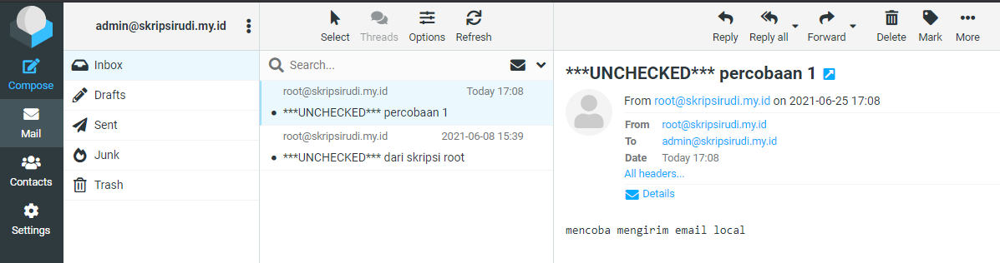 Compose
Mail
Contacts
Settings
admin@skripsirudi.my.id
Inbox
Drafts
Sent
Junk
Trash
Select Threads Options Refresh
Search...
root@skripsirudi.my.id Today 17:08
***UNCHECKED*** percobaan 1
root@skripsirudi.my.id 2021-06-08 15:39
***UNCHECKED*** dari skripsi root
Reply Reply all Forward Delete Mark More
***UNCHECKED*** percobaan 1
From root@skripsirudi.my.id on 2021-06-25 17:08
From root@skripsirudi.my.id
To admin@skripsirudi.my.id
Date Today 17:08
All headers...
Details
mencoba mengirim email local